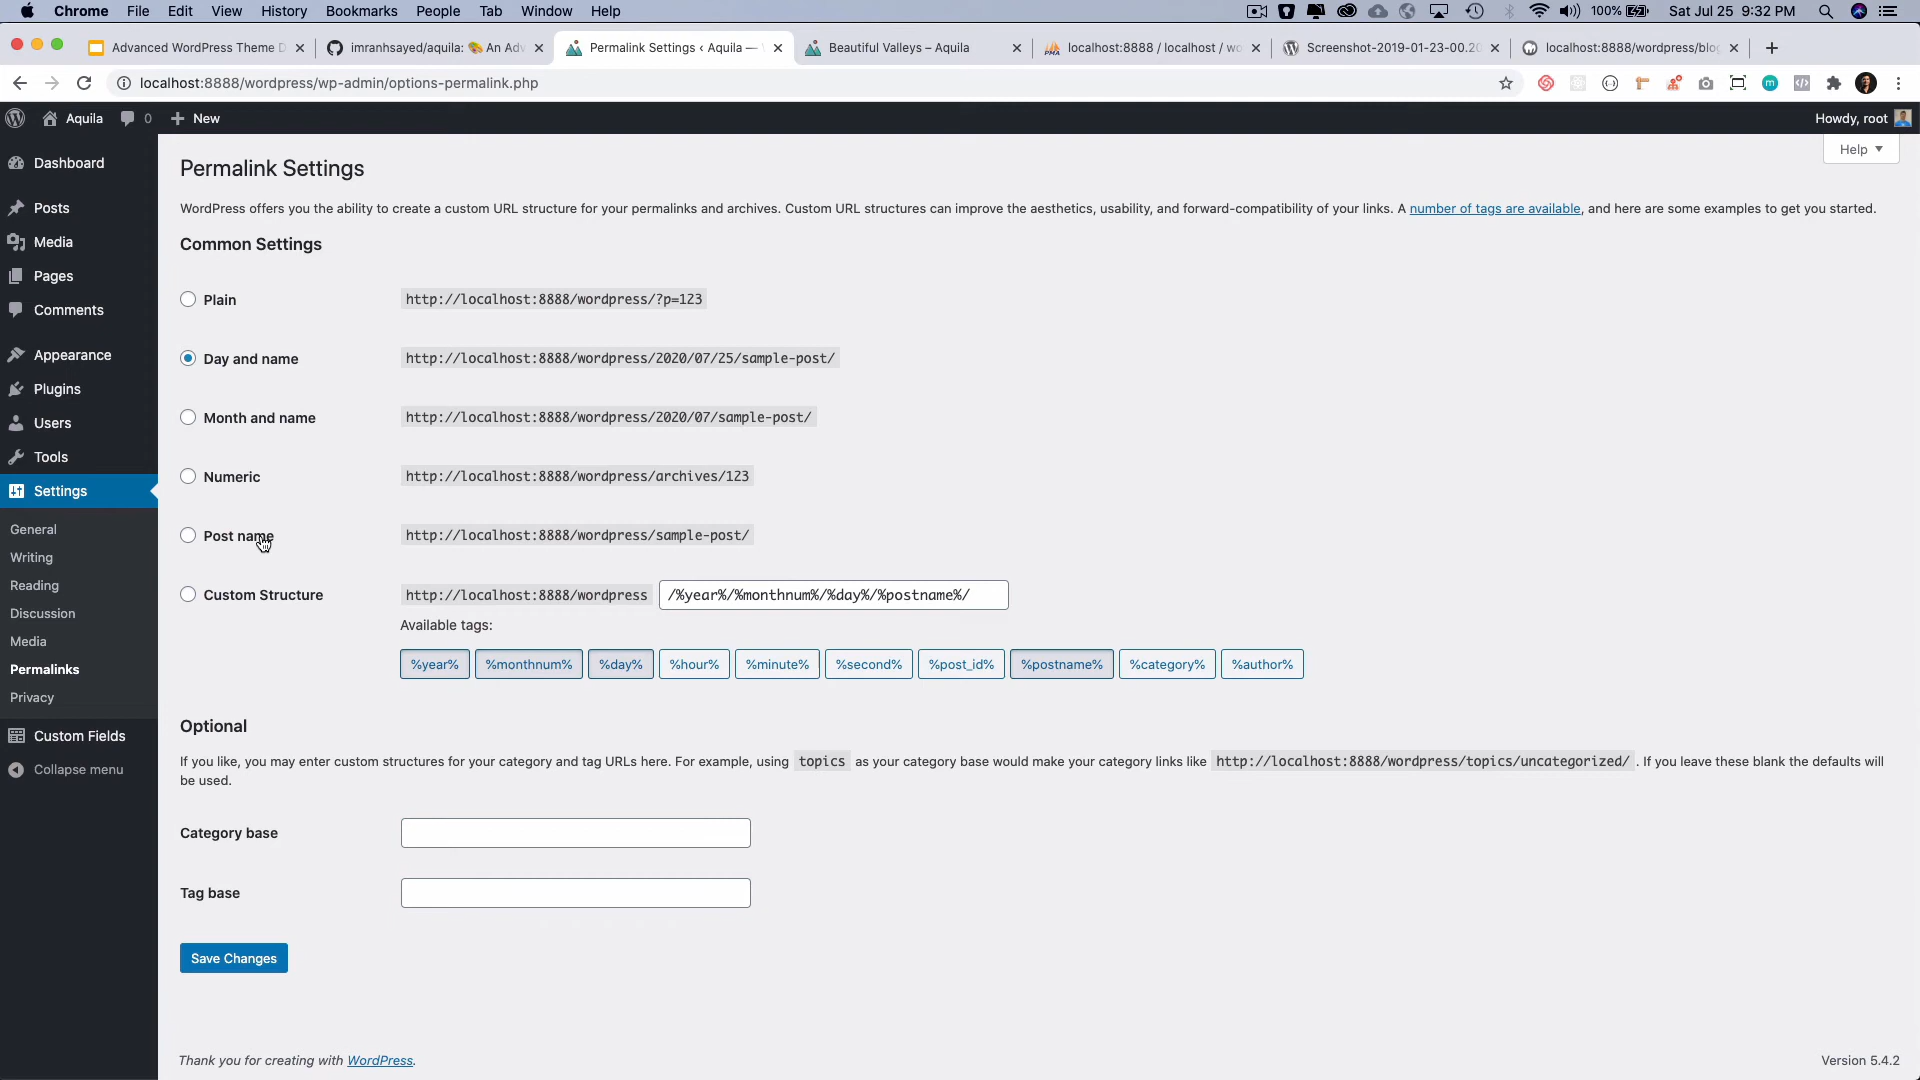 Chrome File Edit View History Bookmarks People Tab Window Help 100% Sat Jul 25 9:32 PM
Advanced WordPress Theme D imranhsayed/aquila: 🎨 An Adv Permalink Settings ‹ Aquila — Beautiful Valleys – Aquila localhost:8888 / localhost / wo Screenshot-2019-01-23-00.20 localhost:8888/wordpress/blog
localhost:8888/wordpress/wp-admin/options-permalink.php
Aquila 0 New Howdy, root
Help
Dashboard
Posts
Media
Pages
Comments
Appearance
Plugins
Users
Tools
Settings
General
Writing
Reading
Discussion
Media
Permalinks
Privacy
Custom Fields
Collapse menu
Permalink Settings
WordPress offers you the ability to create a custom URL structure for your permalinks and archives. Custom URL structures can improve the aesthetics, usability, and forward-compatibility of your links. A number of tags are available, and here are some examples to get you started.
Common Settings
Plain http://localhost:8888/wordpress/?p=123
Day and name http://localhost:8888/wordpress/2020/07/25/sample-post/
Month and name http://localhost:8888/wordpress/2020/07/sample-post/
Numeric http://localhost:8888/wordpress/archives/123
Post name http://localhost:8888/wordpress/sample-post/
Custom Structure http://localhost:8888/wordpress /%year%/%monthnum%/%day%/%postname%/
Available tags:
%year% %monthnum% %day% %hour% %minute% %second% %post_id% %postname% %category% %author%
Optional
If you like, you may enter custom structures for your category and tag URLs here. For example, using topics as your category base would make your category links like http://localhost:8888/wordpress/topics/uncategorized/ . If you leave these blank the defaults will
be used.
Category base
Tag base
Save Changes
Thank you for creating with WordPress.
Version 5.4.2